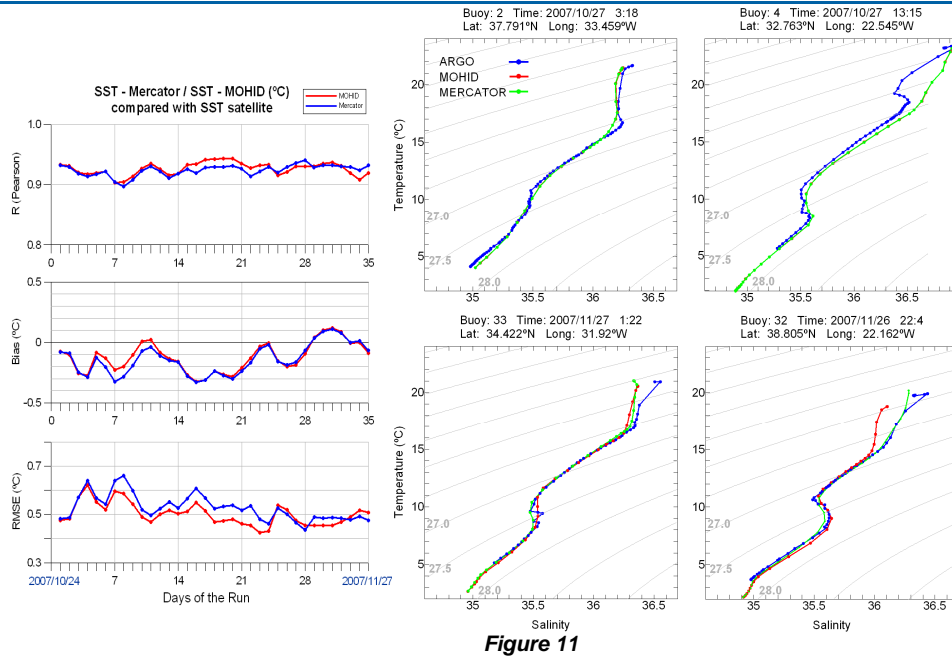 SST - Mercator / SST - MOHID (ºC)
compared with SST satellite
MOHID
Mercator
R (Pearson)
1.0
0.9
0.8
0 7 14 21 28 35
Bias (ºC)
0.5
0
-0.5
RMSE (ºC)
0.7
0.5
0.3
2007/10/24 7 14 21 28 2007/11/27
Days of the Run
Buoy: 2 Time: 2007/10/27 3:18
Lat: 37.791ºN Long: 33.459ºW
ARGO
MOHID
MERCATOR
Temperature (ºC)
20
15
10
5
27.0
27.5
28.0
35 35.5 36 36.5
Buoy: 4 Time: 2007/10/27 13:15
Lat: 32.763ºN Long: 22.545ºW
20
15
10
5
27.0
27.5
28.0
35 35.5 36 36.5
Buoy: 33 Time: 2007/11/27 1:22
Lat: 34.422ºN Long: 31.92ºW
Temperature (ºC)
20
15
10
5
27.0
27.5
28.0
35 35.5 36 36.5
Salinity
Buoy: 32 Time: 2007/11/26 22:4
Lat: 38.805ºN Long: 22.162ºW
20
15
10
5
27.0
27.5
28.0
35 35.5 36 36.5
Salinity
Figure 11